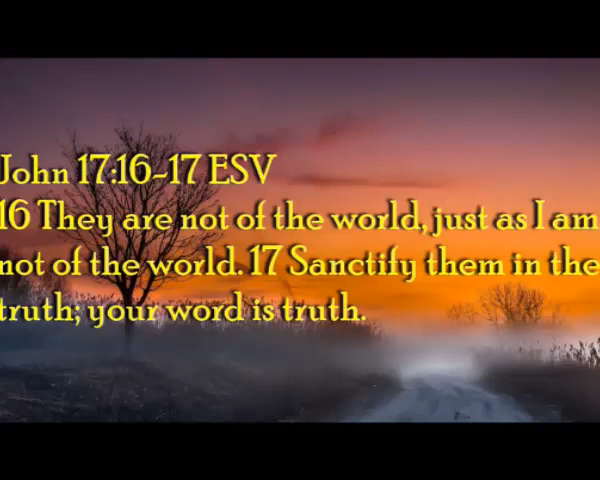 John 17:16-17 ESV
16 They are not of the world, just as I am
not of the world. 17 Sanctify them in the
truth; your word is truth.